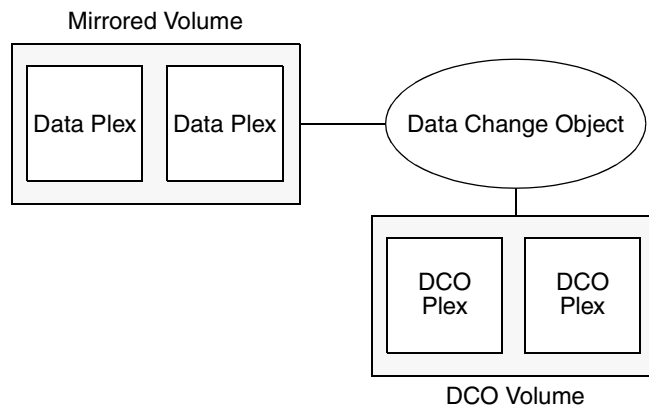 Mirrored Volume
Data Plex
Data Plex
Data Change Object
DCO
Plex
DCO
Plex
DCO Volume